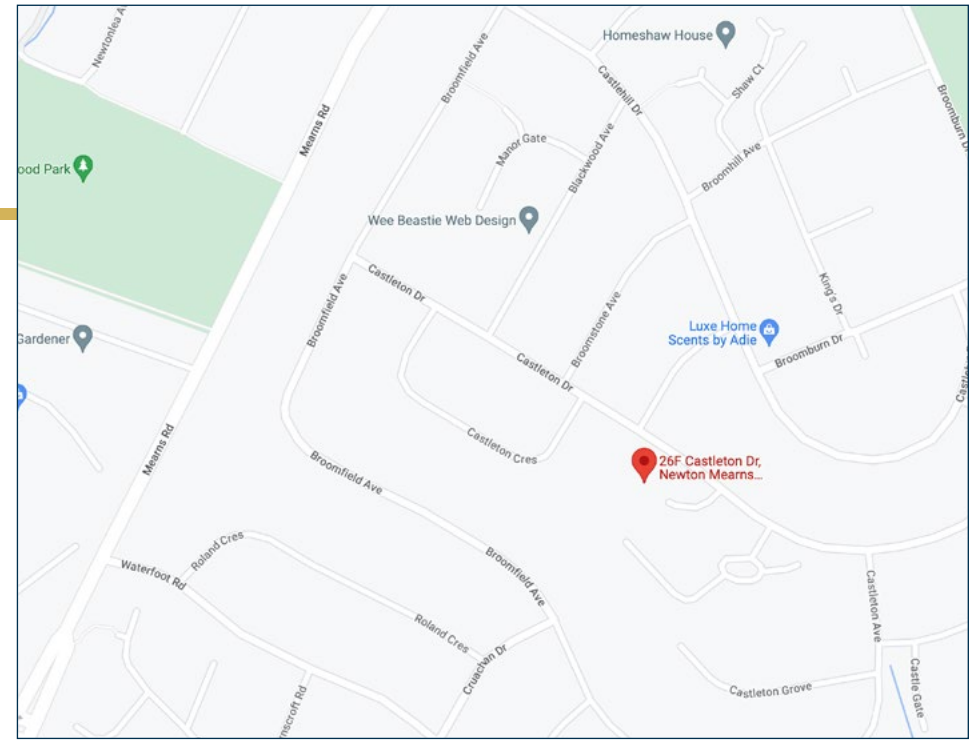 Newtonlea
Broomfield Ave
Homeshaw House
Castlehill Dr
Shaw Ct
Broomburn
Mearns Rd
Manor Gate
Blackwood Ave
Broomhill Ave
ood Park
Wee Beastie Web Design
Castleton Dr
Broomfield Ave
King's Dr
Broomstone Ave
Gardener
Luxe Home
Scents by Adie
Broomburn Dr
Castleton Dr
Castleton Cres
Mearns Rd
Broomfield Ave
26F Castleton Dr,
Newton Mearns...
Roland Cres
Waterfoot Rd
Broomfield Ave
Castleton Ave
Roland Cres
Cruachan Dr
Castleton Grove
Castle Gate
nscroft Rd